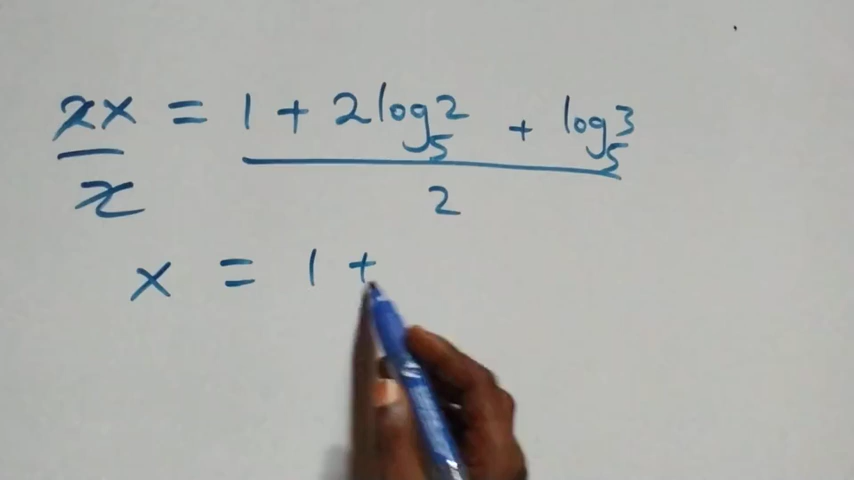 2x = 1 + 2log₅2 + log₅3
2 2
x = 1 +